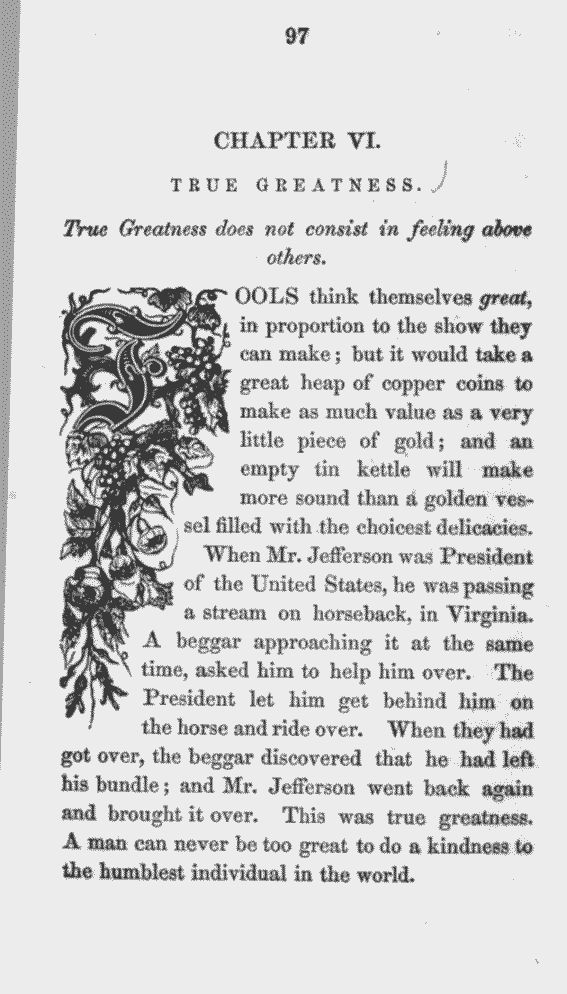 97
CHAPTER VI.
TRUE GREATNESS.
True Greatness does not consist in feeling above
others.
FOOLS think themselves great,
in proportion to the show they
can make; but it would take a
great heap of copper coins to
make as much value as a very
little piece of gold; and an
empty tin kettle will make
more sound than a golden ves-
sel filled with the choicest delicacies.
When Mr. Jefferson was President
of the United States, he was passing
a stream on horseback, in Virginia.
A beggar approaching it at the same
time, asked him to help him over. The
President let him get behind him on
the horse and ride over. When they had
got over, the beggar discovered that he had left
his bundle; and Mr. Jefferson went back again
and brought it over. This was true greatness.
A man can never be too great to do a kindness to
the humblest individual in the world.